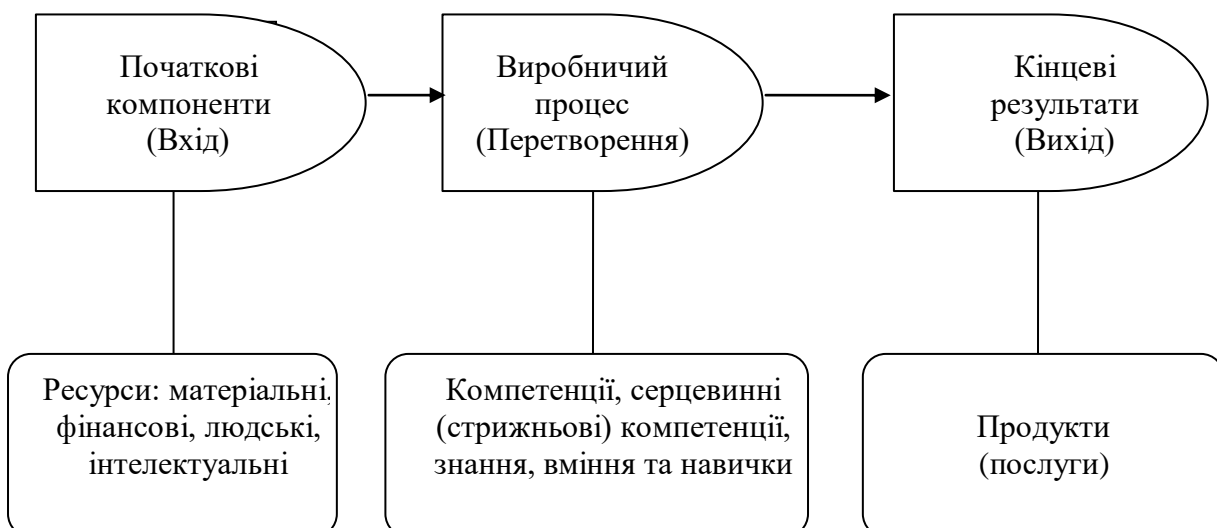 Початкові
компоненти
(Вхід)
Виробничий
процес
(Перетворення)
Кінцеві
результати
(Вихід)
Ресурси: матеріальні,
фінансові, людські,
інтелектуальні
Компетенції, серцевинні
(стрижньові) компетенції,
знання, вміння та навички
Продукти
(послуги)